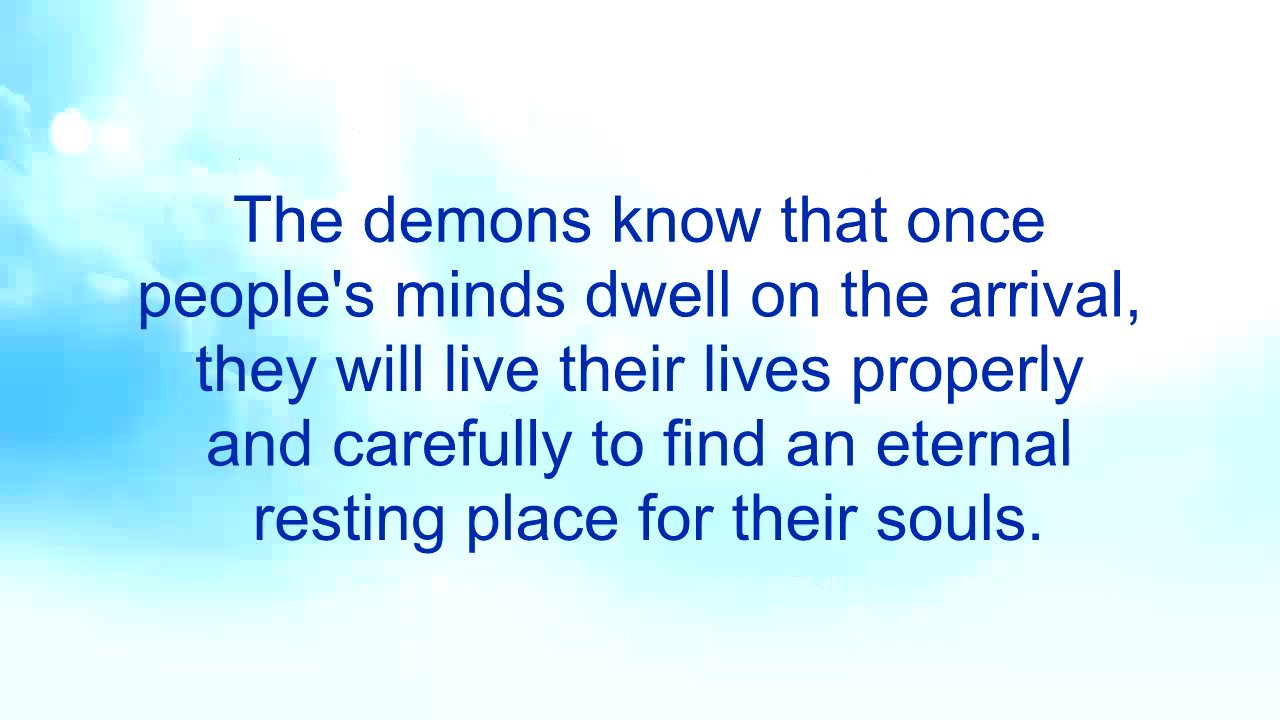 The demons know that once
people's minds dwell on the arrival,
they will live their lives properly
and carefully to find an eternal
resting place for their souls.